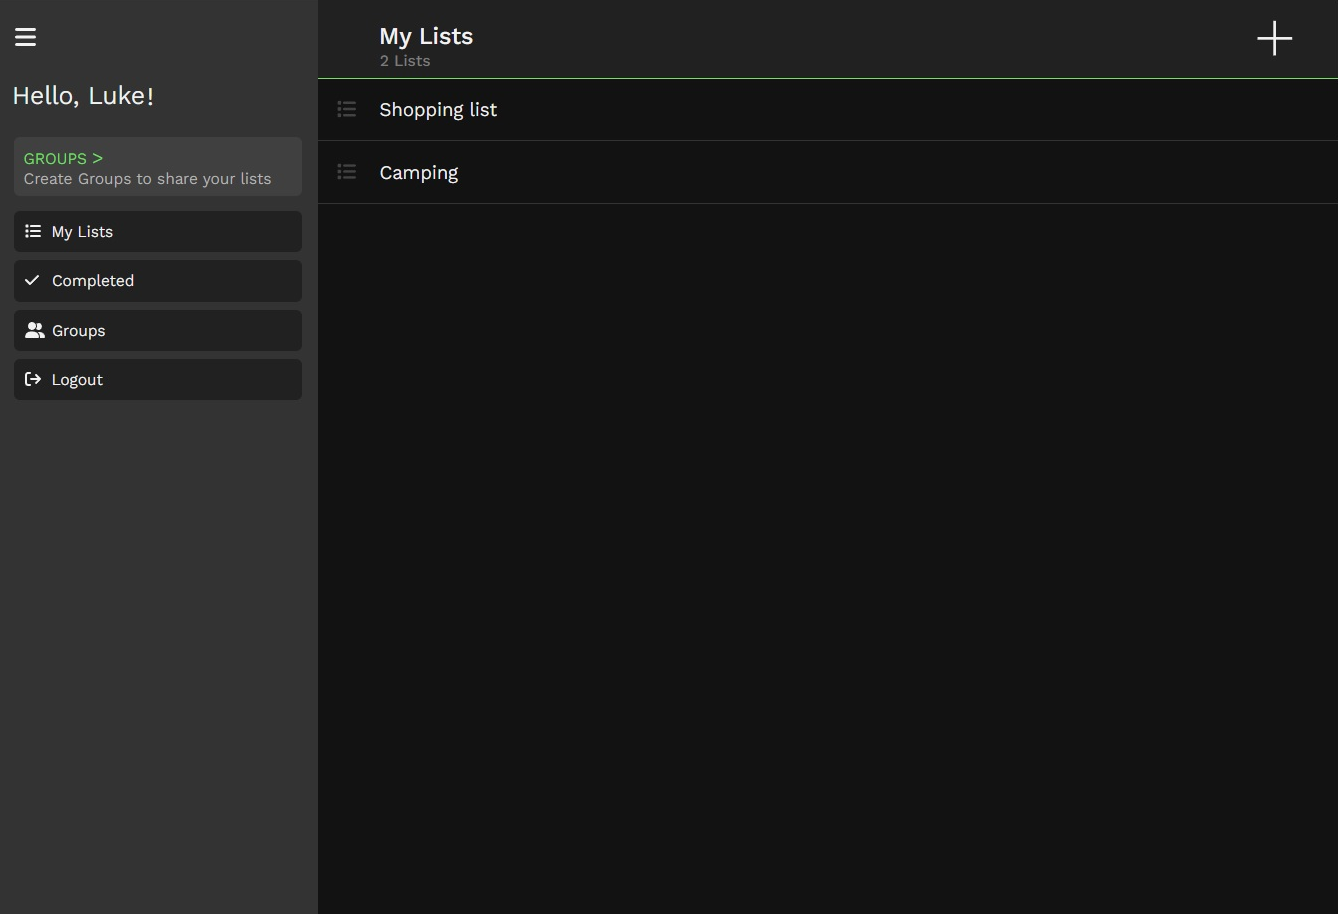 Hello, Luke!
GROUPS >
Create Groups to share your lists
My Lists
Completed
Groups
Logout
My Lists
2 Lists
Shopping list
Camping